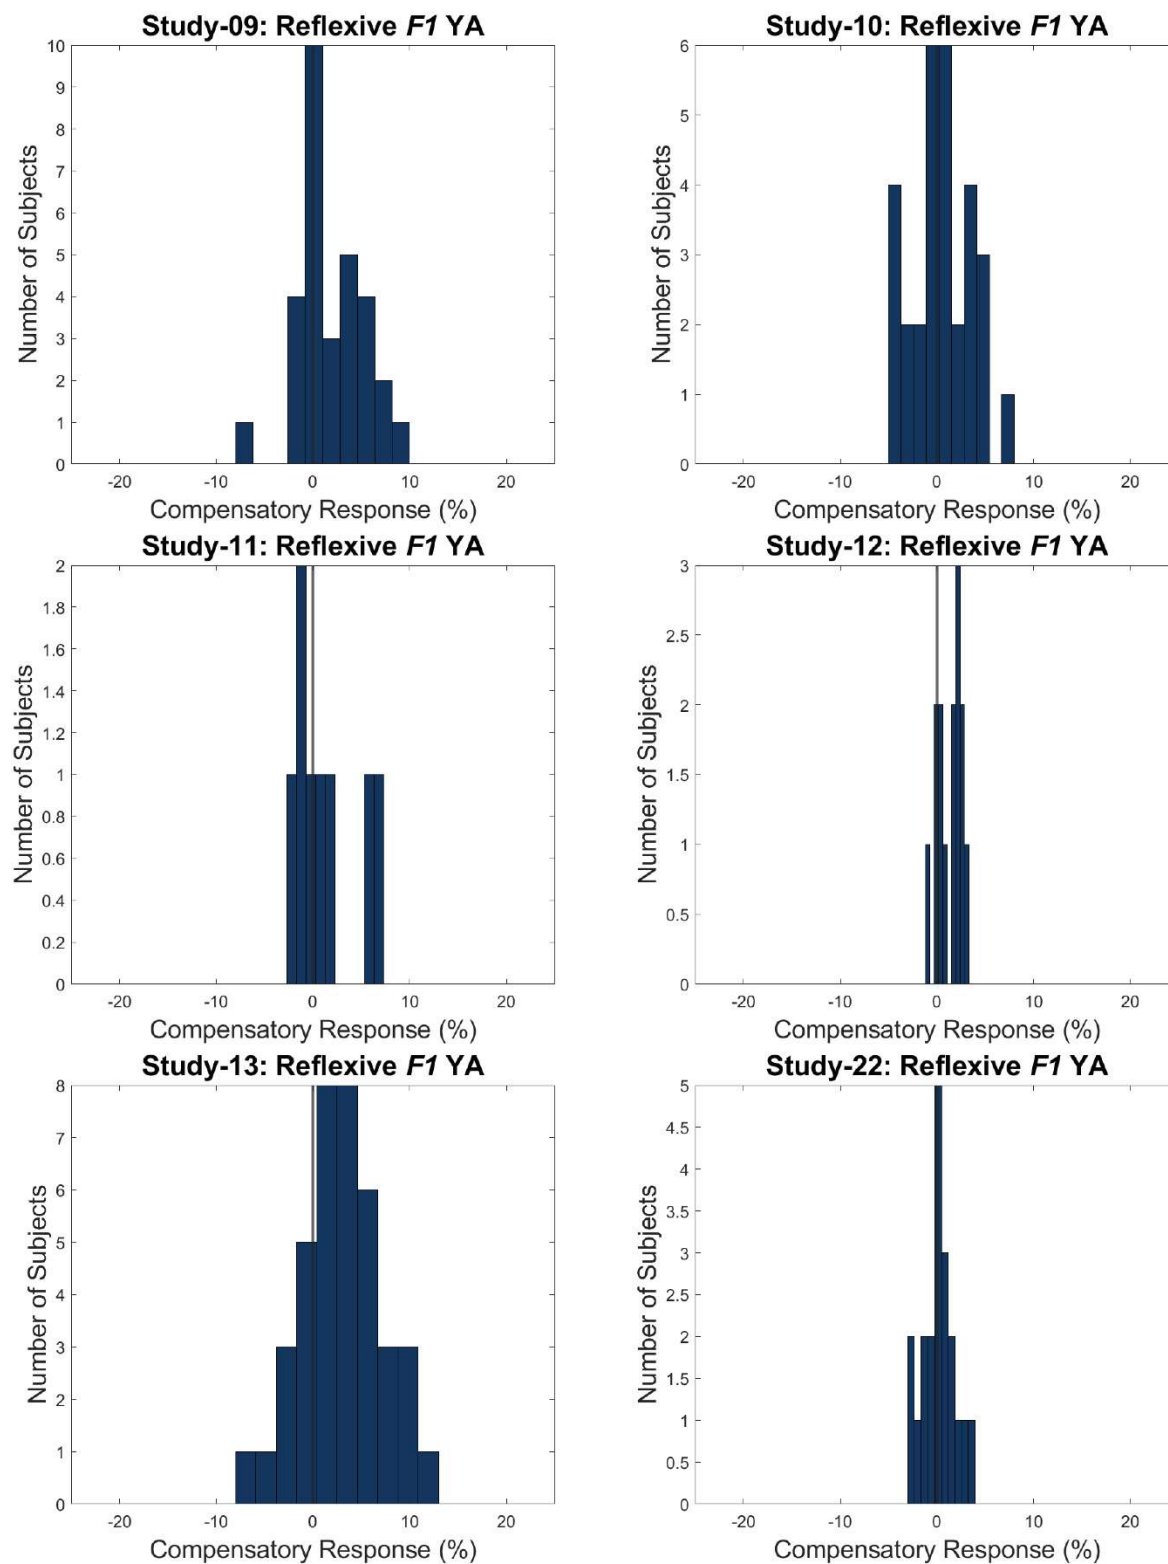 Study-09: Reflexive F1 YA
10
9
8
7
6
5
4
3
2
1
0
Number of Subjects
-20 -10 0 10 20
Compensatory Response (%)
Study-10: Reflexive F1 YA
6
5
4
3
2
1
0
Number of Subjects
-20 -10 0 10 20
Compensatory Response (%)
Study-11: Reflexive F1 YA
2
1.8
1.6
1.4
1.2
1
0.8
0.6
0.4
0.2
0
Number of Subjects
-20 -10 0 10 20
Compensatory Response (%)
Study-12: Reflexive F1 YA
3
2.5
2
1.5
1
0.5
0
Number of Subjects
-20 -10 0 10 20
Compensatory Response (%)
Study-13: Reflexive F1 YA
8
7
6
5
4
3
2
1
0
Number of Subjects
-20 -10 0 10 20
Compensatory Response (%)
Study-22: Reflexive F1 YA
5
4.5
4
3.5
3
2.5
2
1.5
1
0.5
0
Number of Subjects
-20 -10 0 10 20
Compensatory Response (%)